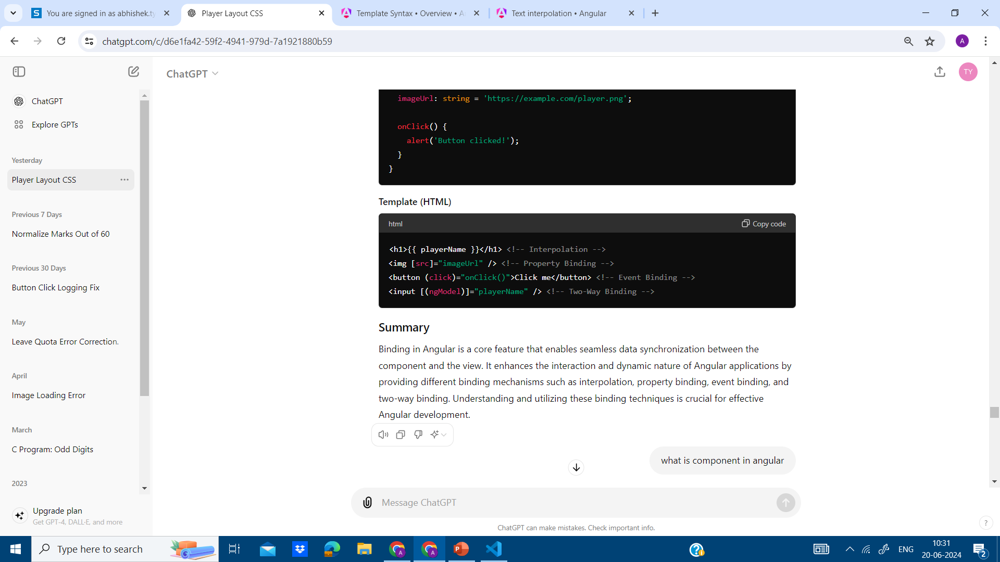 You are signed in as abhishek.ty
Player Layout CSS
Template Syntax • Overview • A
Text interpolation • Angular
chatgpt.com/c/d6e1fa42-59f2-4941-979d-7a1921880b59
A
ChatGPT
TY
ChatGPT
Explore GPTs
Yesterday
Player Layout CSS
Previous 7 Days
Normalize Marks Out of 60
Previous 30 Days
Button Click Logging Fix
May
Leave Quota Error Correction.
April
Image Loading Error
March
C Program: Odd Digits
2023
Upgrade plan
Get GPT-4, DALL·E, and more
imageUrl: string = 'https://example.com/player.png';
onClick() {
alert('Button clicked!');
}
}
Template (HTML)
html
Copy code
<h1>{{ playerName }}</h1> <!-- Interpolation -->
<img [src]="imageUrl" /> <!-- Property Binding -->
<button (click)="onClick()">Click me</button> <!-- Event Binding -->
<input [(ngModel)]="playerName" /> <!-- Two-Way Binding -->
Summary
Binding in Angular is a core feature that enables seamless data synchronization between the
component and the view. It enhances the interaction and dynamic nature of Angular applications by
providing different binding mechanisms such as interpolation, property binding, event binding, and
two-way binding. Understanding and utilizing these binding techniques is crucial for effective
Angular development.
what is component in angular
Message ChatGPT
ChatGPT can make mistakes. Check important info.
?
Type here to search
ENG
10:31
20-06-2024
2